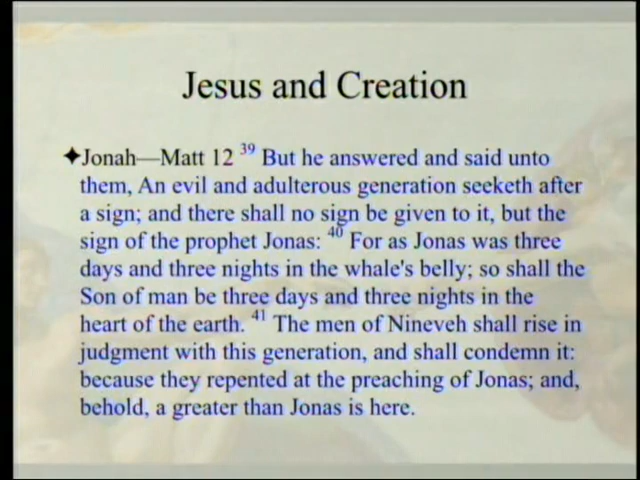 Jesus and Creation
✦Jonah—Matt 12 39 But he answered and said unto
them, An evil and adulterous generation seeketh after
a sign; and there shall no sign be given to it, but the
sign of the prophet Jonas: 40 For as Jonas was three
days and three nights in the whale's belly; so shall the
Son of man be three days and three nights in the
heart of the earth. 41 The men of Nineveh shall rise in
judgment with this generation, and shall condemn it:
because they repented at the preaching of Jonas; and,
behold, a greater than Jonas is here.